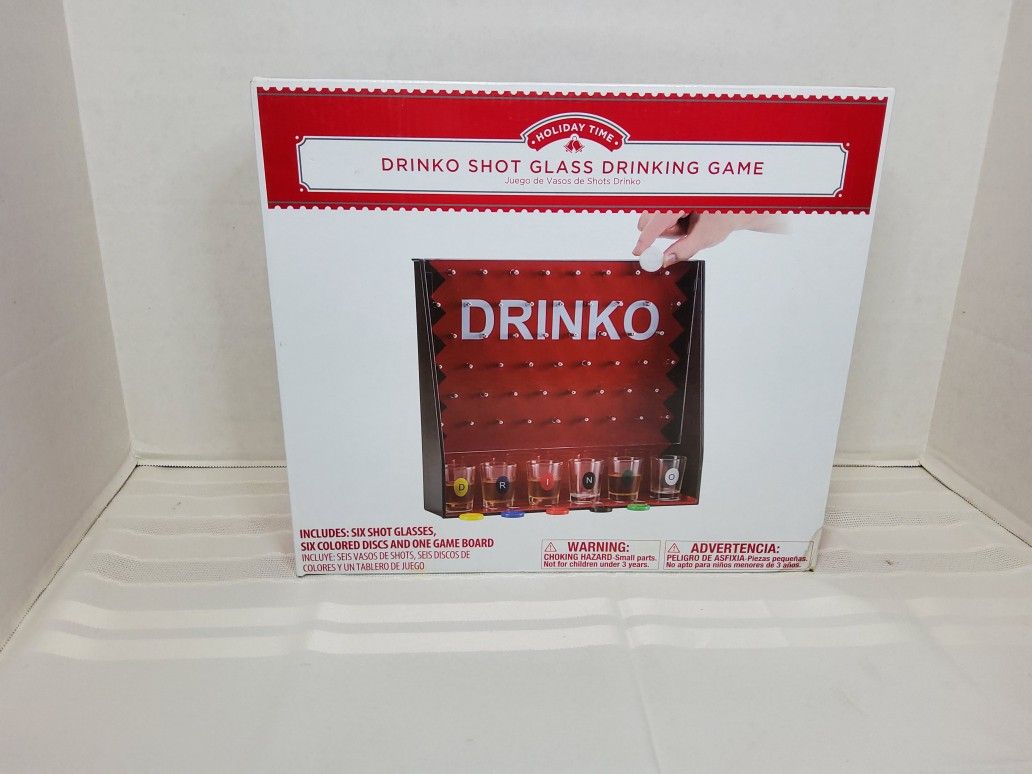 HOLIDAY TIME
DRINKO SHOT GLASS DRINKING GAME
Juego de Vasos de Shots Drinko
DRINKO
D R I N O
INCLUDES: SIX SHOT GLASSES,
SIX COLORED DISCS AND ONE GAME BOARD
INCLUYE: SEIS VASOS DE SHOTS, SEIS DISCOS DE
COLORES Y UN TABLERO DE JUEGO
WARNING:
CHOKING HAZARD-Small parts.
Not for children under 3 years.
ADVERTENCIA:
PELIGRO DE ASFIXIA-Piezas pequeñas.
No apto para niños menores de 3 años.